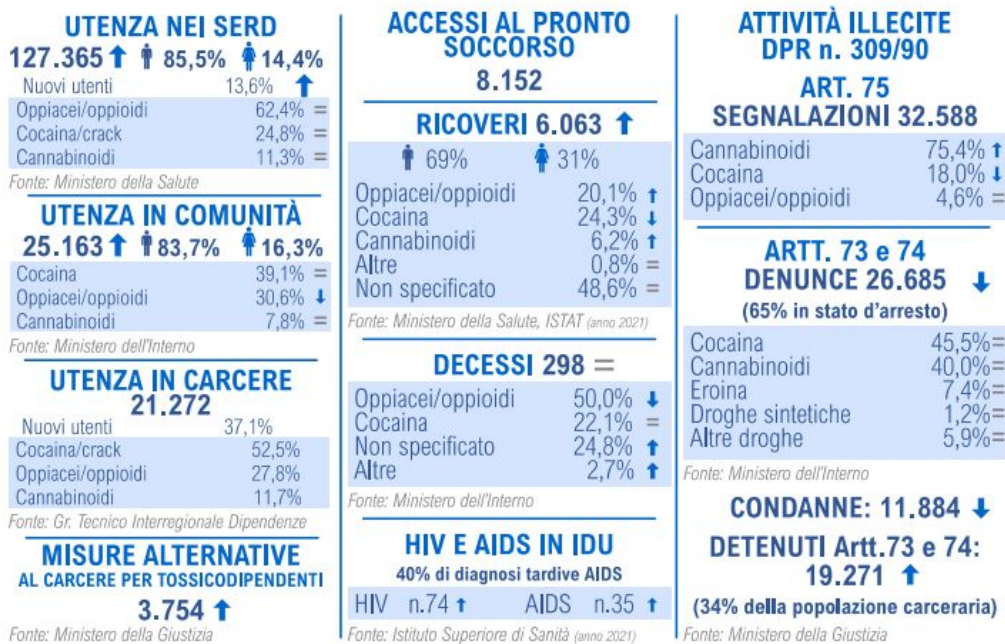 UTENZA NEI SERD
127.365 ↑ 85,5% 14,4%
Nuovi utenti 13,6% ↑
Oppiacei/oppioidi 62,4% =
Cocaina/crack 24,8% =
Cannabinoidi 11,3% =
Fonte: Ministero della Salute
UTENZA IN COMUNITÀ
25.163 ↑ 83,7% 16,3%
Cocaina 39,1% =
Oppiacei/oppioidi 30,6% ↓
Cannabinoidi 7,8% =
Fonte: Ministero dell'Interno
UTENZA IN CARCERE
21.272
Nuovi utenti 37,1%
Cocaina/crack 52,5%
Oppiacei/oppioidi 27,8%
Cannabinoidi 11,7%
Fonte: Gr. Tecnico Interregionale Dipendenze
MISURE ALTERNATIVE
AL CARCERE PER TOSSICODIPENDENTI
3.754 ↑
Fonte: Ministero della Giustizia
ACCESSI AL PRONTO
SOCCORSO
8.152
RICOVERI 6.063 ↑
69% 31%
Oppiacei/oppioidi 20,1% ↑
Cocaina 24,3% ↓
Cannabinoidi 6,2% ↑
Altre 0,8% =
Non specificato 48,6% =
Fonte: Ministero della Salute, ISTAT (anno 2021)
DECESSI 298 =
Oppiacei/oppioidi 50,0% ↓
Cocaina 22,1% =
Non specificato 24,8% ↑
Altre 2,7% ↑
Fonte: Ministero dell'Interno
HIV E AIDS IN IDU
40% di diagnosi tardive AIDS
HIV n.74 ↑ AIDS n.35 ↑
Fonte: Istituto Superiore di Sanità (anno 2021)
ATTIVITÀ ILLECITE
DPR n. 309/90
ART. 75
SEGNALAZIONI 32.588
Cannabinoidi 75,4% ↑
Cocaina 18,0% ↓
Oppiacei/oppioidi 4,6% =
ARTT. 73 e 74
DENUNCE 26.685 ↓
(65% in stato d'arresto)
Cocaina 45,5%=
Cannabinoidi 40,0%=
Eroina 7,4%=
Droghe sintetiche 1,2%=
Altre droghe 5,9%=
Fonte: Ministero dell'Interno
CONDANNE: 11.884 ↓
DETENUTI Artt.73 e 74:
19.271 ↑
(34% della popolazione carceraria)
Fonte: Ministero della Giustizia